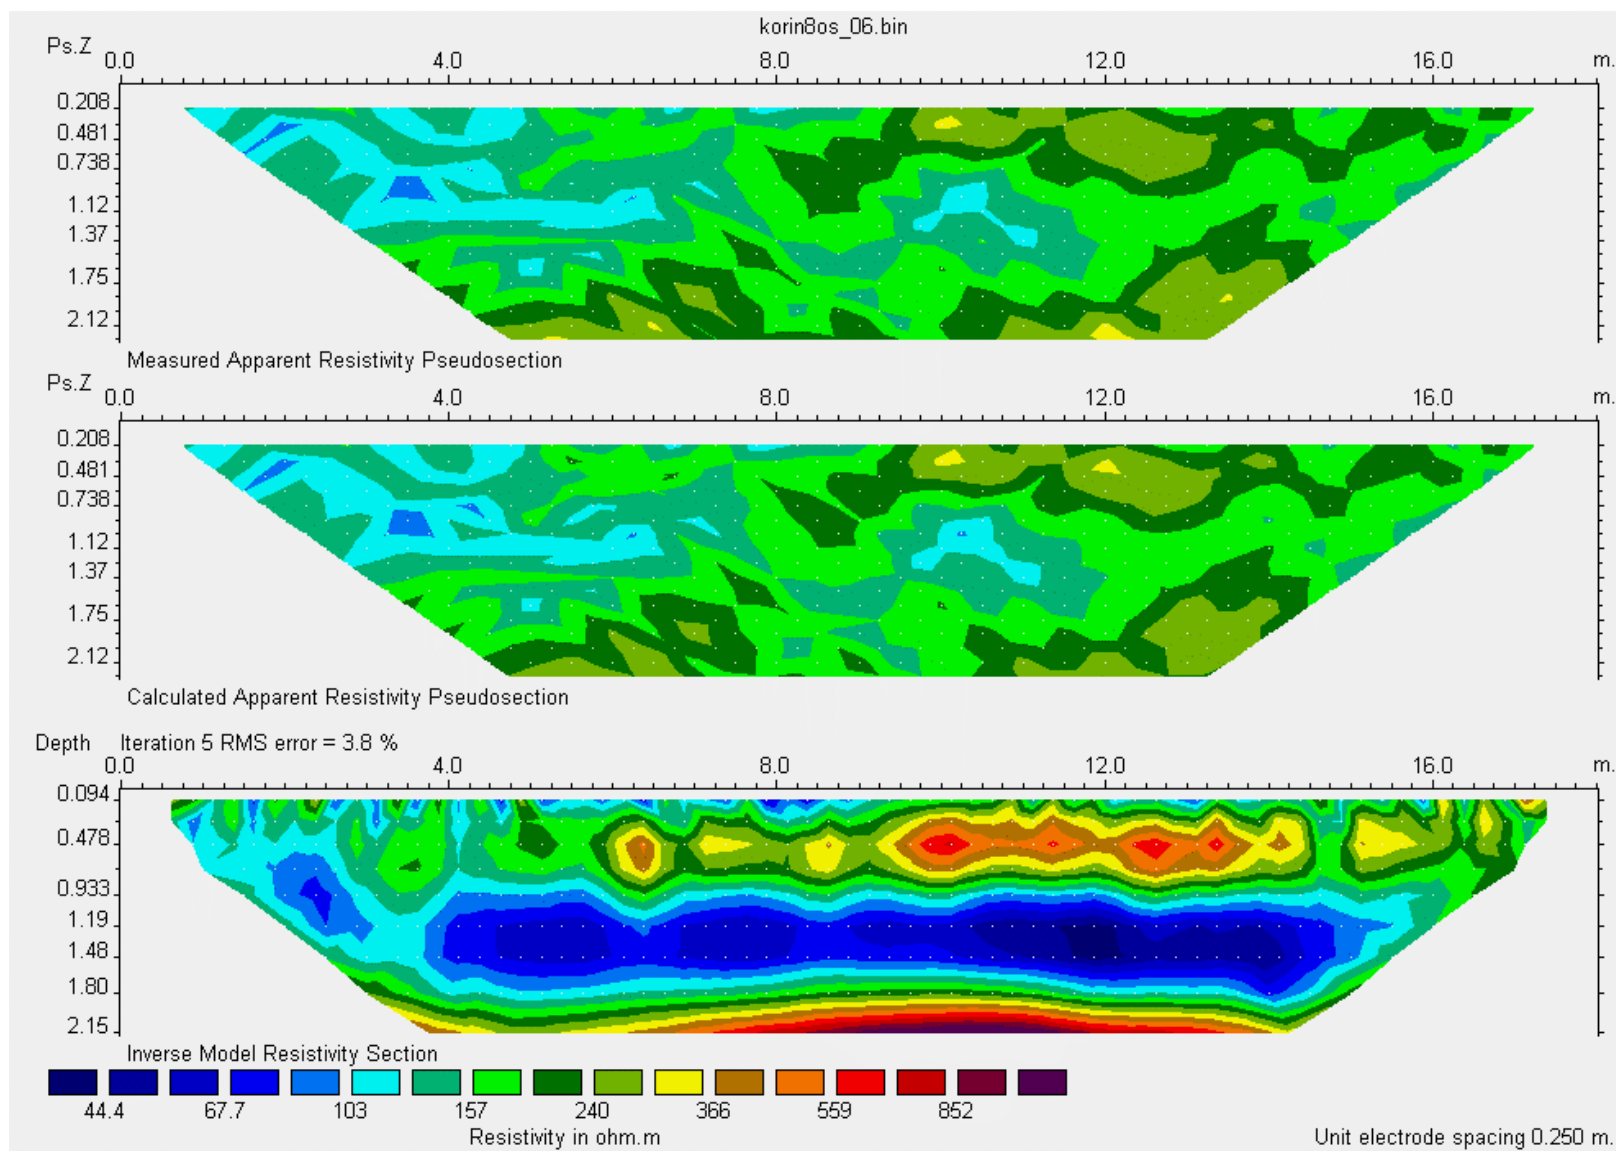 korin8os_06.bin
Ps.Z
0.0 4.0 8.0 12.0 16.0 m.
0.208
0.481
0.738
1.12
1.37
1.75
2.12
Measured Apparent Resistivity Pseudosection
Ps.Z
0.0 4.0 8.0 12.0 16.0 m.
0.208
0.481
0.738
1.12
1.37
1.75
2.12
Calculated Apparent Resistivity Pseudosection
Depth Iteration 5 RMS error = 3.8 %
0.0 4.0 8.0 12.0 16.0 m.
0.094
0.478
0.933
1.19
1.48
1.80
2.15
Inverse Model Resistivity Section
44.4 67.7 103 157 240 366 559 852
Resistivity in ohm.m Unit electrode spacing 0.250 m.